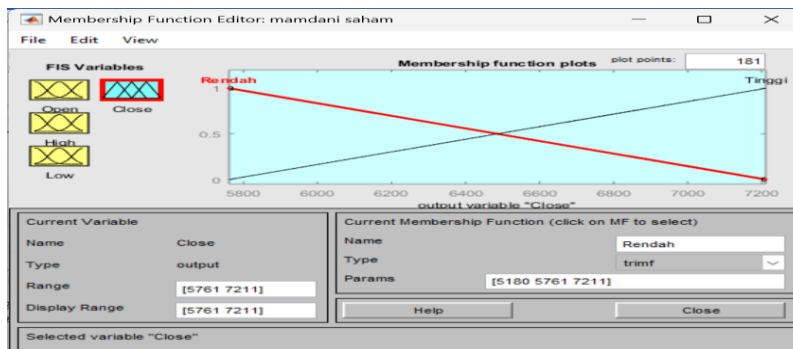 Membership Function Editor: mamdani saham
File Edit View
FIS Variables
Open
High
Low
Close
Membership function plots
plot points: 181
Rendah
Tinggi
1
0.5
0
5800 6000 6200 6400 6600 6800 7000 7200
output variable "Close"
Current Variable
Name Close
Type output
Range [5761 7211]
Display Range [5761 7211]
Current Membership Function (click on MF to select)
Name Rendah
Type trimf
Params [5180 5761 7211]
Help Close
Selected variable "Close"